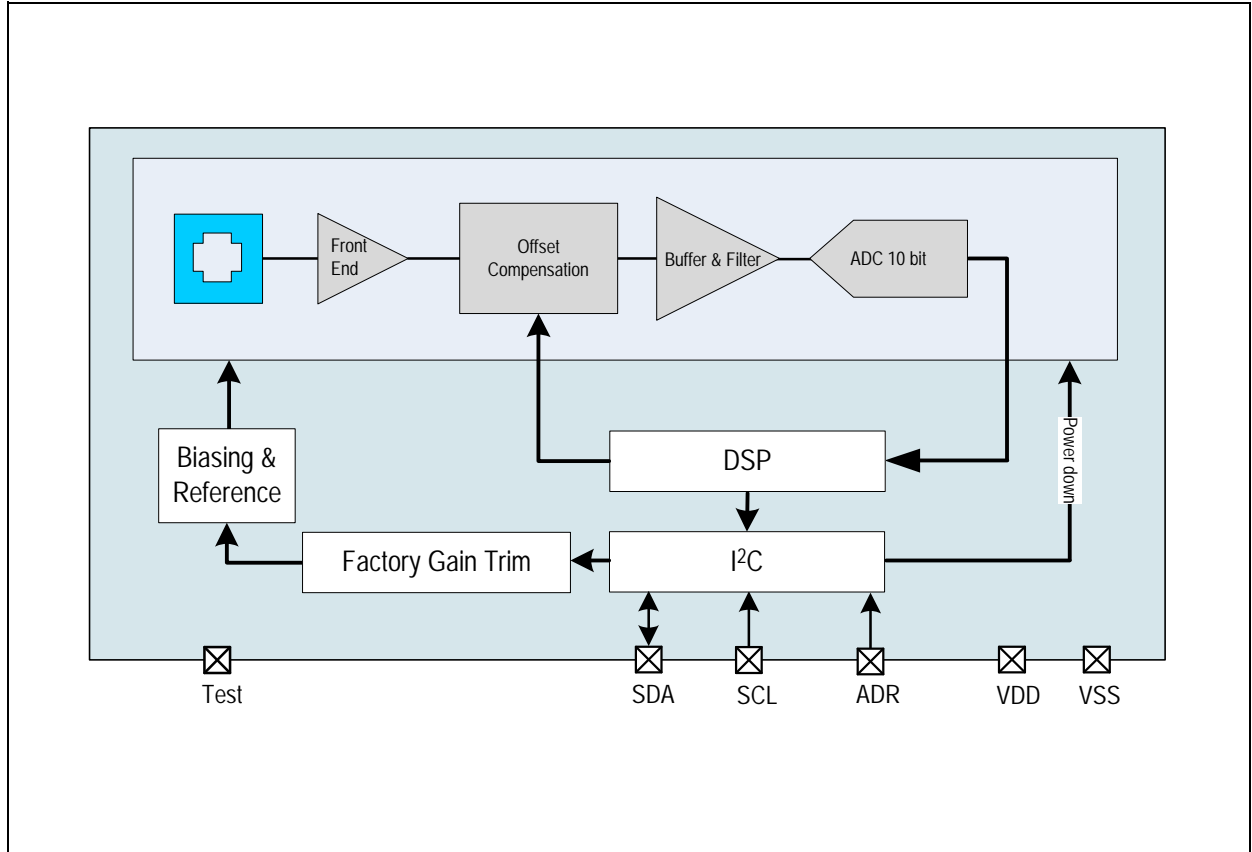 Front
End
Offset
Compensation
Buffer & Filter
ADC 10 bit
Biasing &
Reference
DSP
Power down
Factory Gain Trim
I²C
Test
SDA
SCL
ADR
VDD
VSS